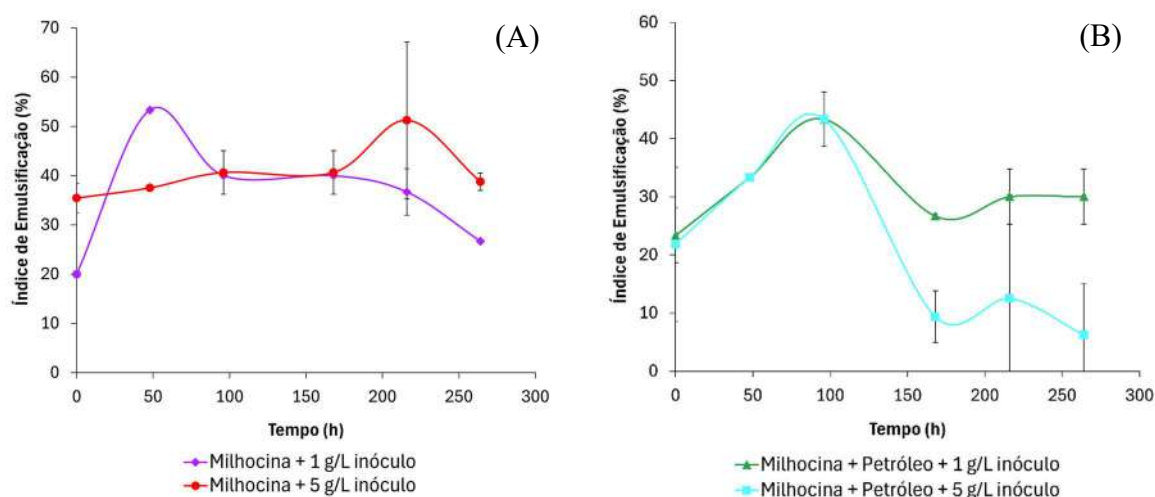 (A)
Índice de Emulsificação (%)
80
70
60
50
40
30
20
10
0
0 50 100 150 200 250 300
Tempo (h)
Milhocina + 1 g/L inóculo
Milhocina + 5 g/L inóculo
(B)
Índice de Emulsificação (%)
60
50
40
30
20
10
0
0 50 100 150 200 250 300
Tempo (h)
Milhocina + Petróleo + 1 g/L inóculo
Milhocina + Petróleo + 5 g/L inóculo